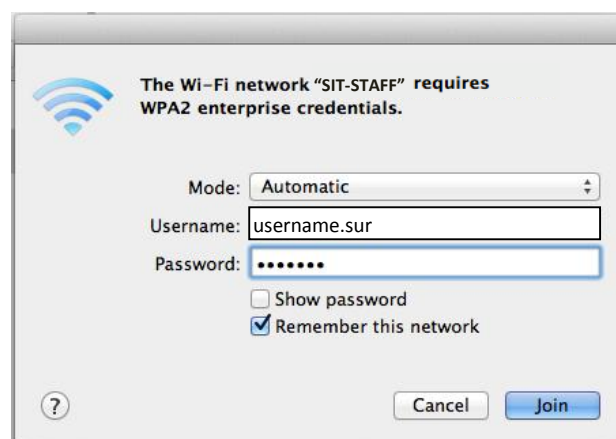 The Wi-Fi network “SIT-STAFF” requires
WPA2 enterprise credentials.
Mode: Automatic
Username: username.sur
Password: •••••••
Show password
Remember this network
? Cancel Join